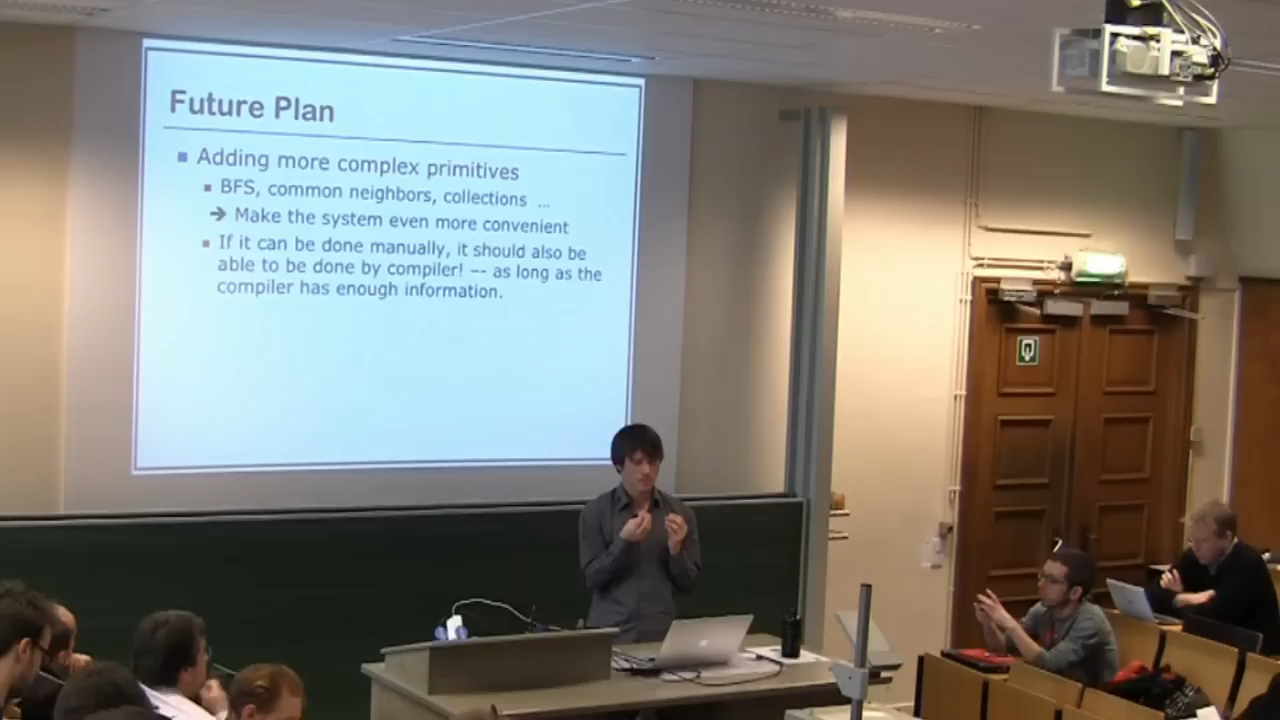 Future Plan
Adding more complex primitives
BFS, common neighbors, collections ...
➔ Make the system even more convenient
If it can be done manually, it should also be
able to be done by compiler! -- as long as the
compiler has enough information.